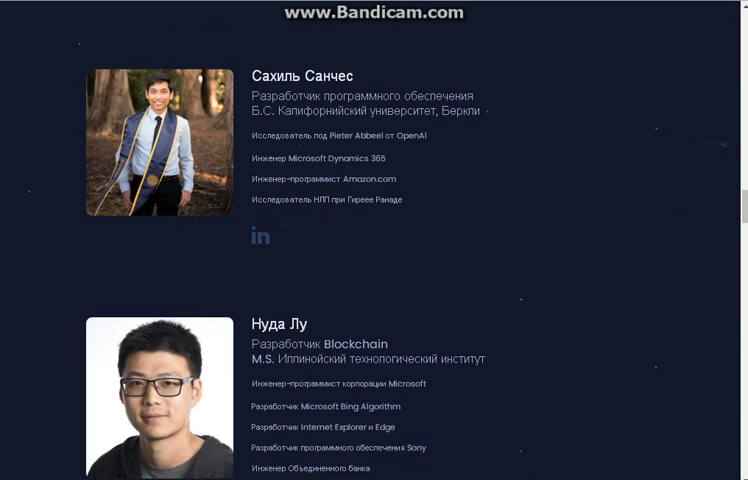 www.Bandicam.com
Сахиль Санчес
Разработчик программного обеспечения
Б.С. Калифорнийский университет, Беркли
Исследователь под Pieter Abbeel от OpenAI
Инженер Microsoft Dynamics 365
Инженер-программист Amazon.com
Исследователь НЛП при Гиреее Ранаде
in
Нуда Лу
Разработчик Blockchain
M.S. Иллинойский технологический институт
Инженер-программист корпорации Microsoft
Разработчик Microsoft Bing Algorithm
Разработчик Internet Explorer и Edge
Разработчик программного обеспечения Sony
Инженер Объединенного банка